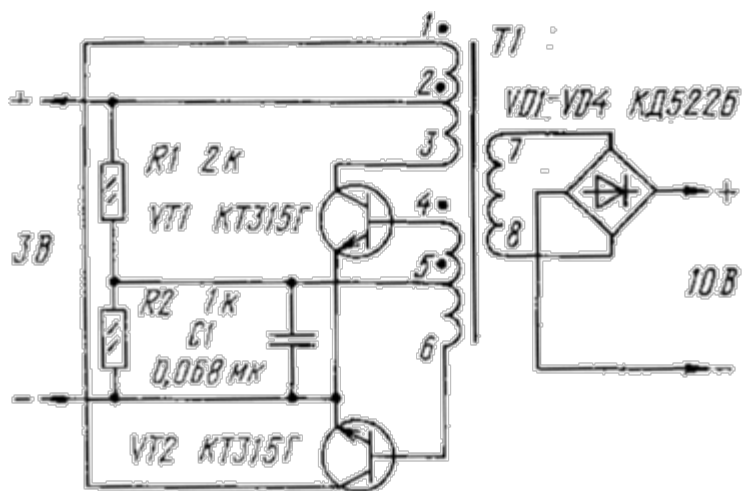 1
T1
2
+
VD1-VD4 КД522Б
R1 2к
3
7
VT1 КТ315Г
4
+
3В
5
8
R2 1к
10В
C1
6
0,068 мк
-
-
VT2 КТ315Г